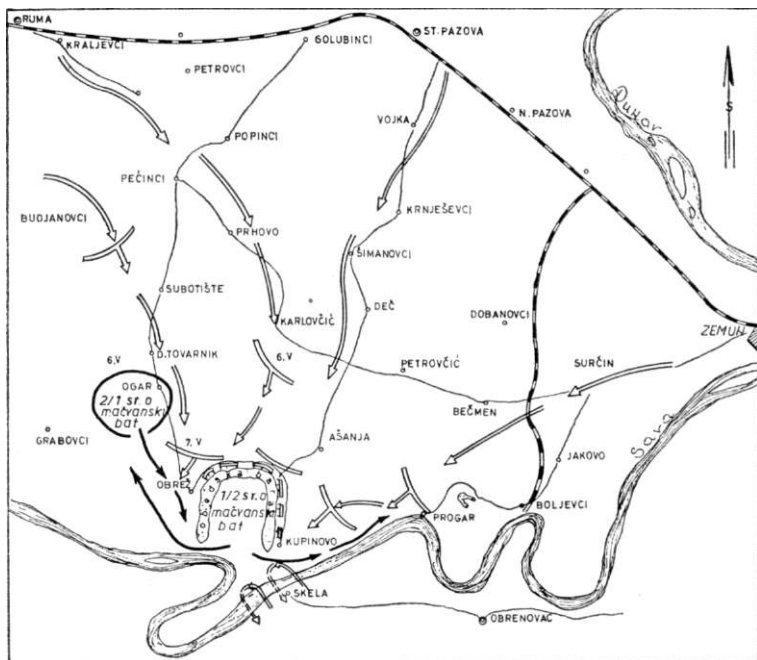 RUMA
KRALJEVCI
GOLUBINCI
ST. PAZOVA
PETROVCI
N. PAZOVA
Dunav
S
VOJKA
POPINCI
PEĆINCI
BUDJANOVCI
KRNJEŠEVCI
PRHOVO
ŠIMANOVCI
SUBOTIŠTE
DEČ
KARLOVČIĆ
DOBANOVCI
ZEMUN
6.V
D.TOVARNIK
6.V
PETROVČIĆ
SURČIN
OGAR
2/1 sr. o
mačvanski
bat
BEČMEN
Sava
GRABOVCI
7.V
AŠANJA
JAKOVO
OBREŽ
1/2 sr. o
mačvanski
bat
KUPINOVO
PROGAR
BOLJEVCI
SKELA
OBRENOVAC